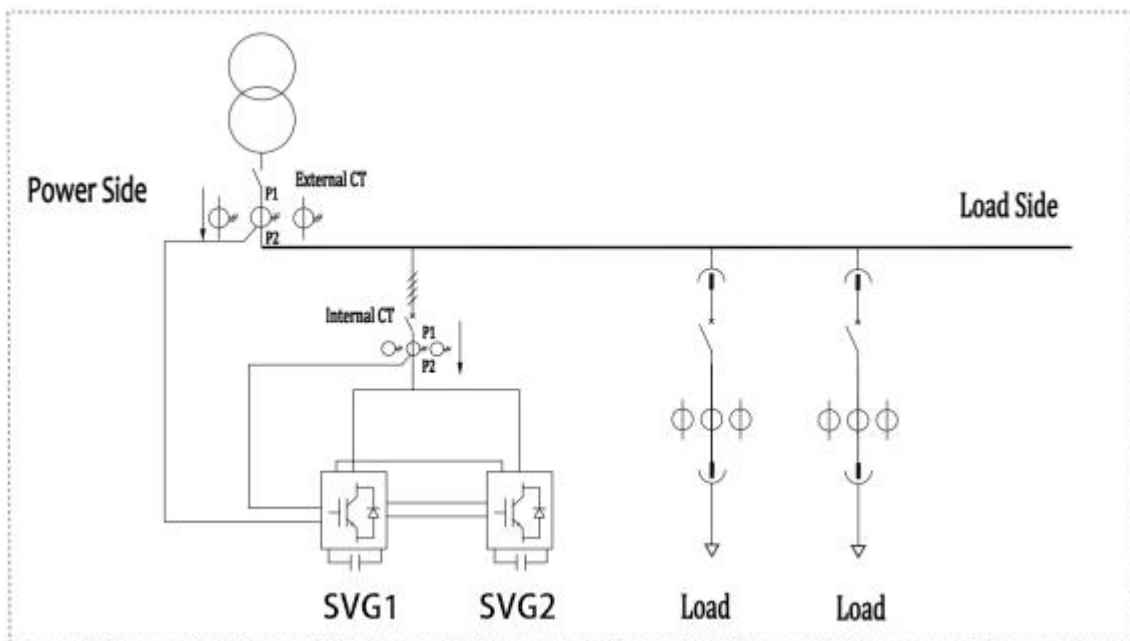 External CT
P1
Power Side
Load Side
P2
Internal CT
P1
P2
SVG1
SVG2
Load
Load